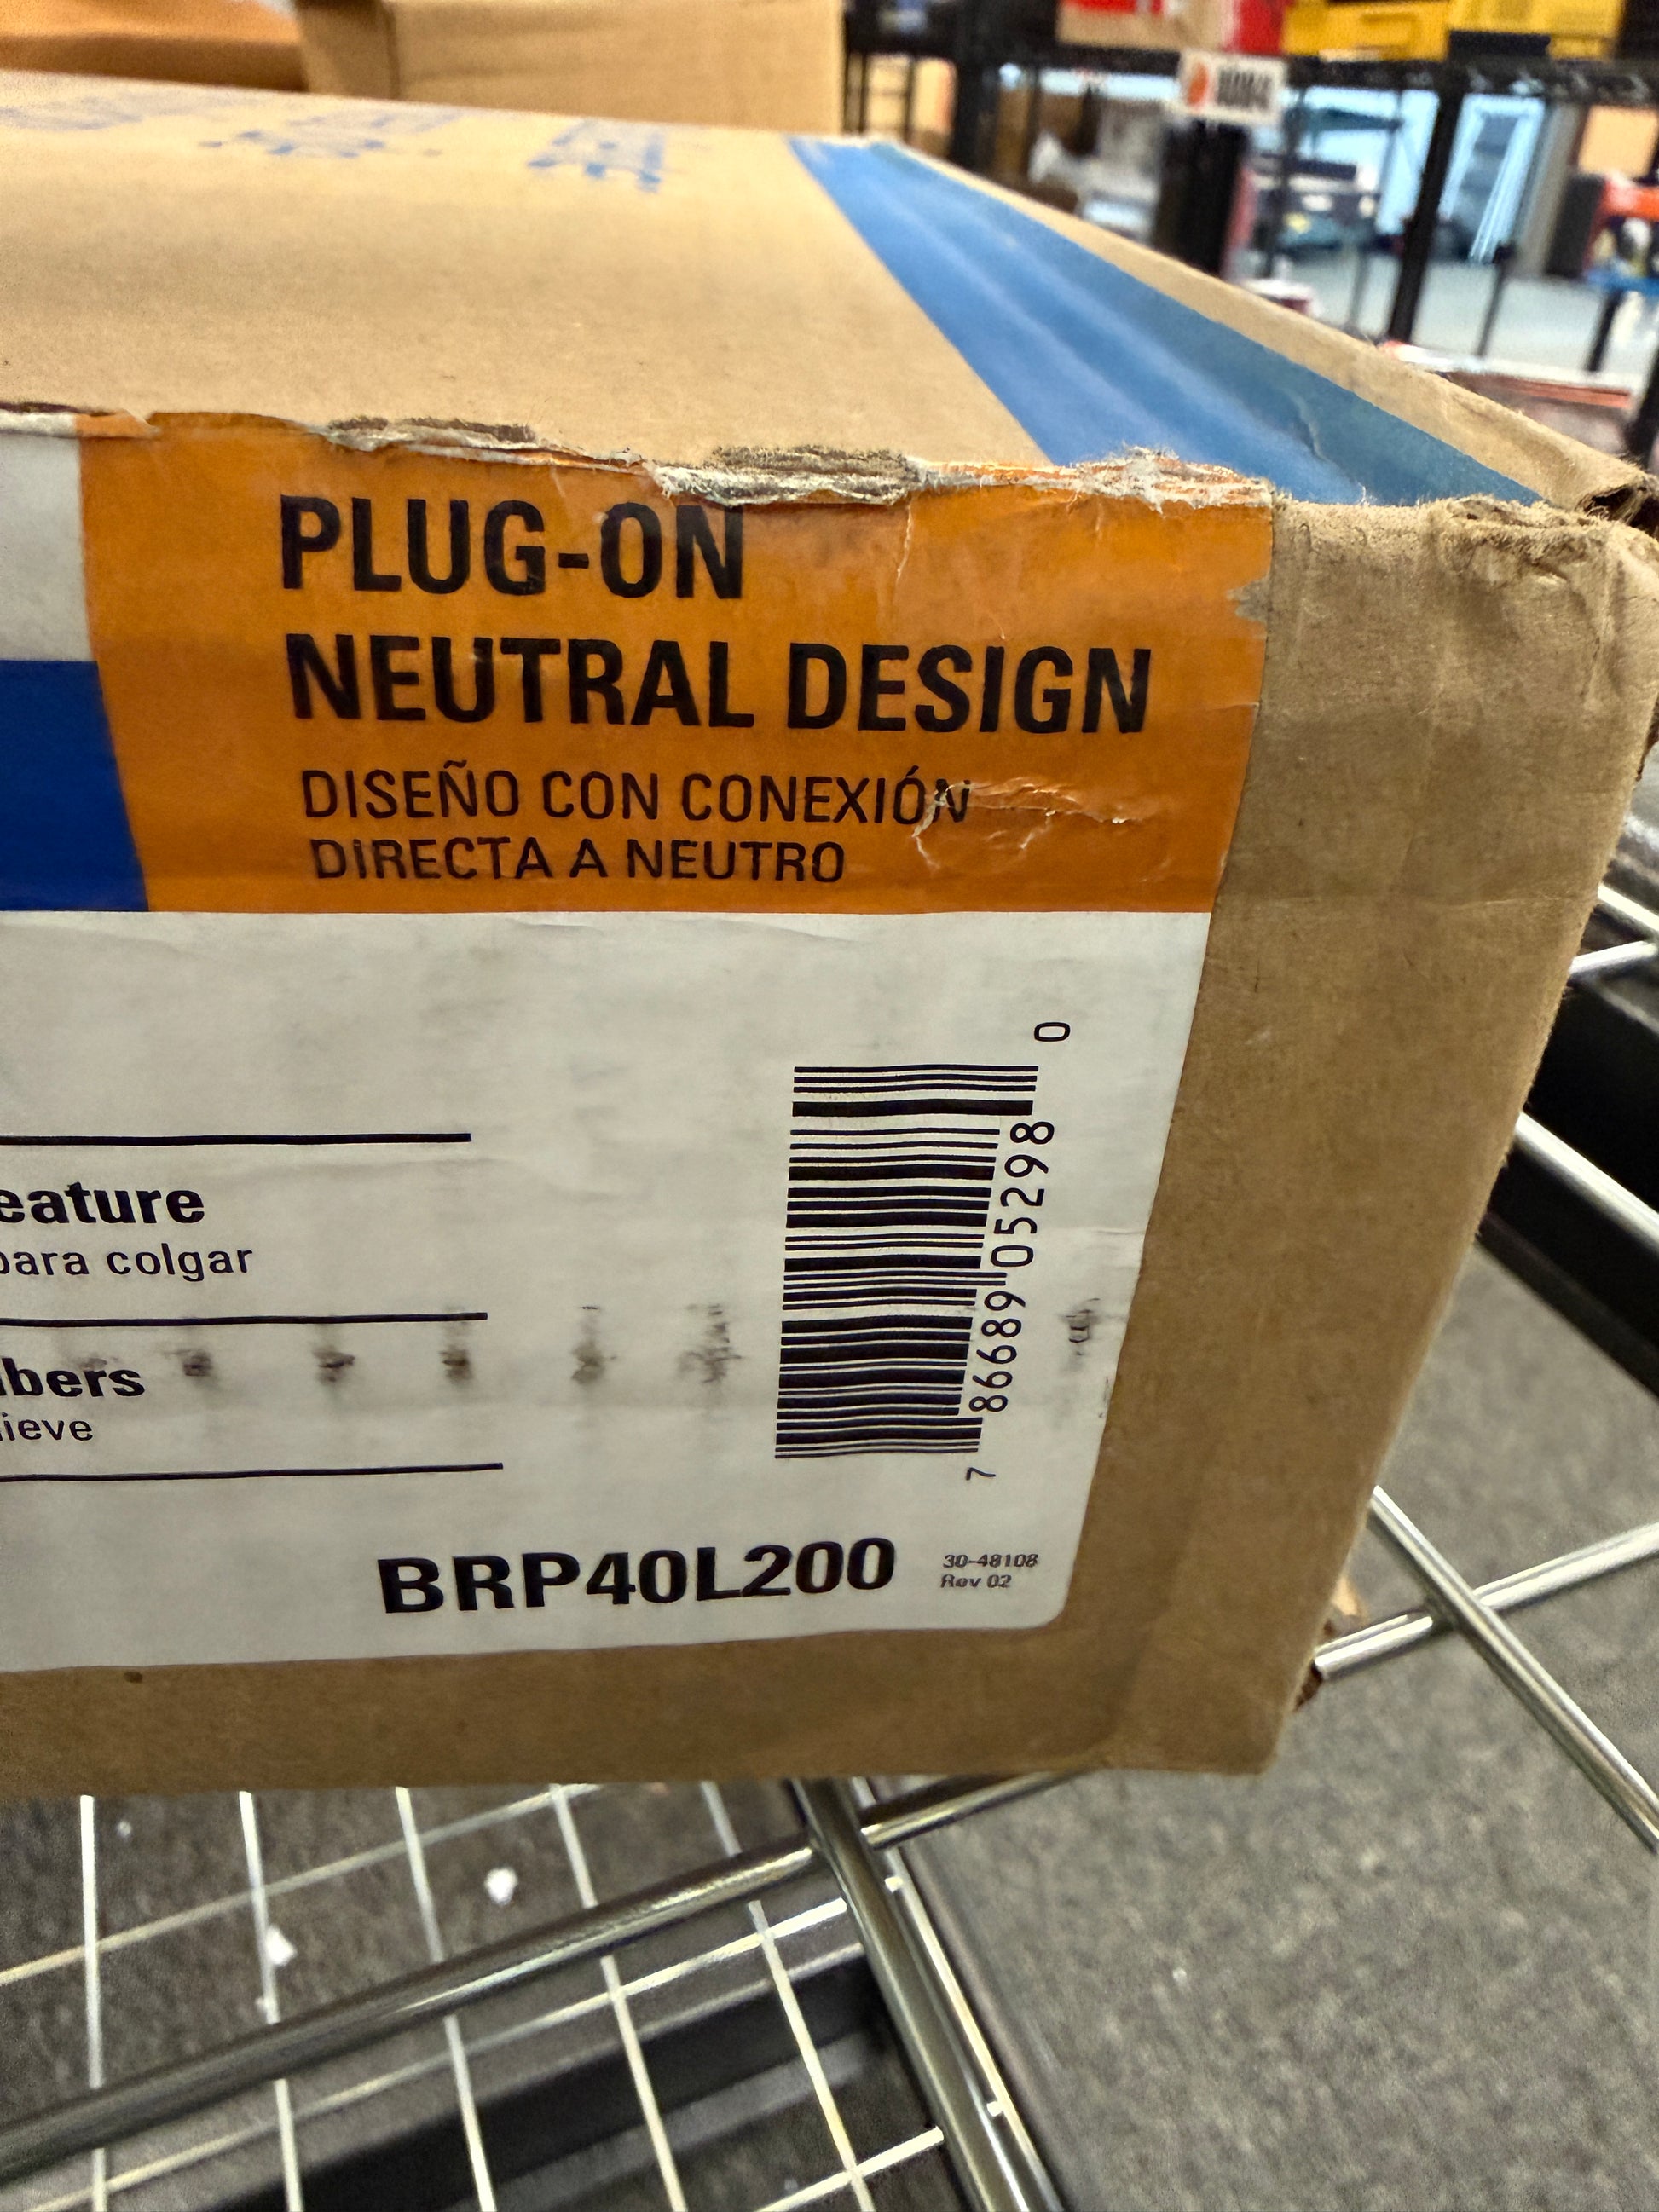 PLUG-ON
NEUTRAL DESIGN
DISEÑO CON CONEXIÓN
DIRECTA A NEUTRO
eature
para colgar
bers
lieve
7 86689 05298 0
BRP40L200
30-48108
Rev 02